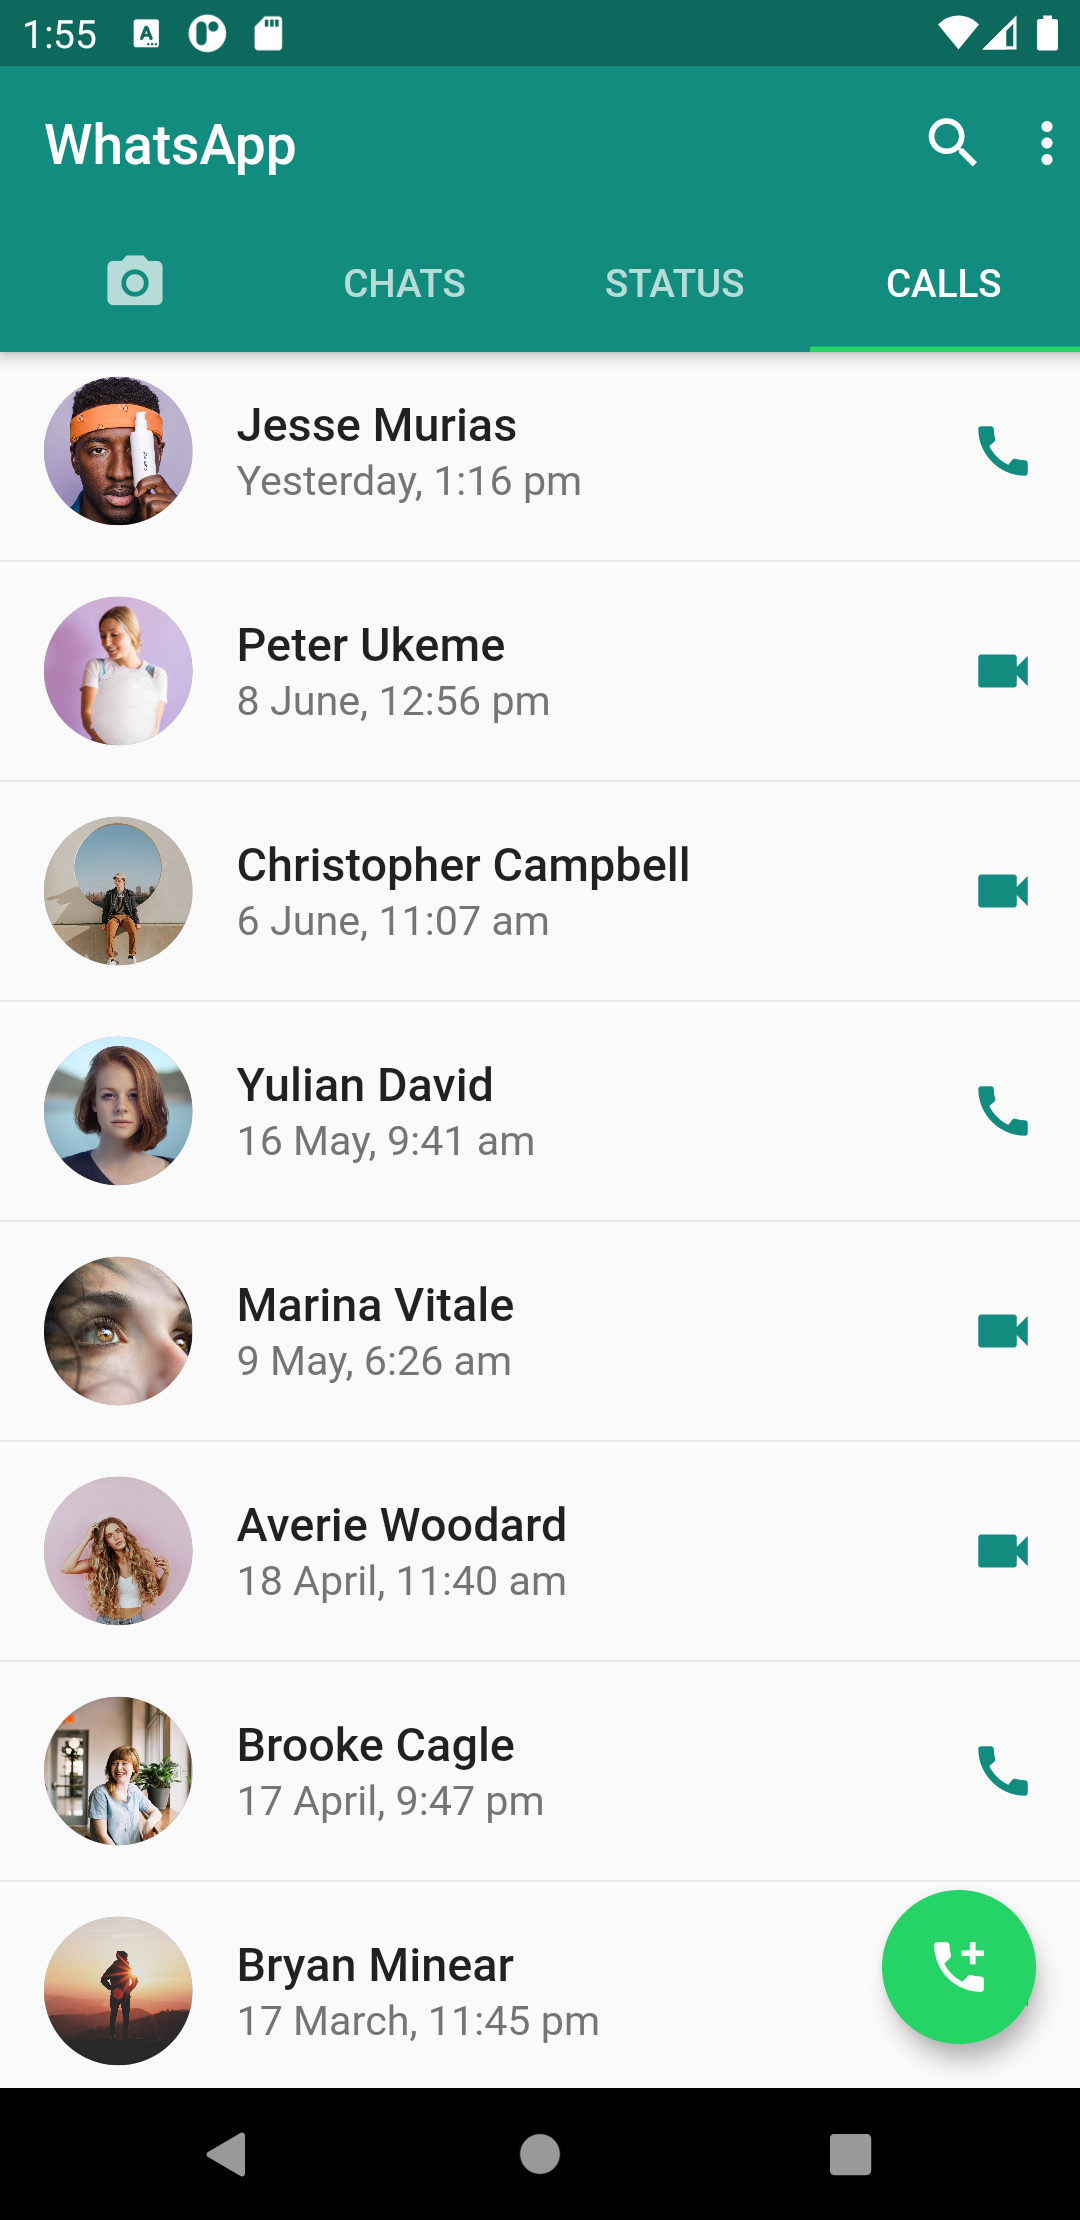 1:55
WhatsApp
CHATS STATUS CALLS
Jesse Murias
Yesterday, 1:16 pm
Peter Ukeme
8 June, 12:56 pm
Christopher Campbell
6 June, 11:07 am
Yulian David
16 May, 9:41 am
Marina Vitale
9 May, 6:26 am
Averie Woodard
18 April, 11:40 am
Brooke Cagle
17 April, 9:47 pm
Bryan Minear
17 March, 11:45 pm